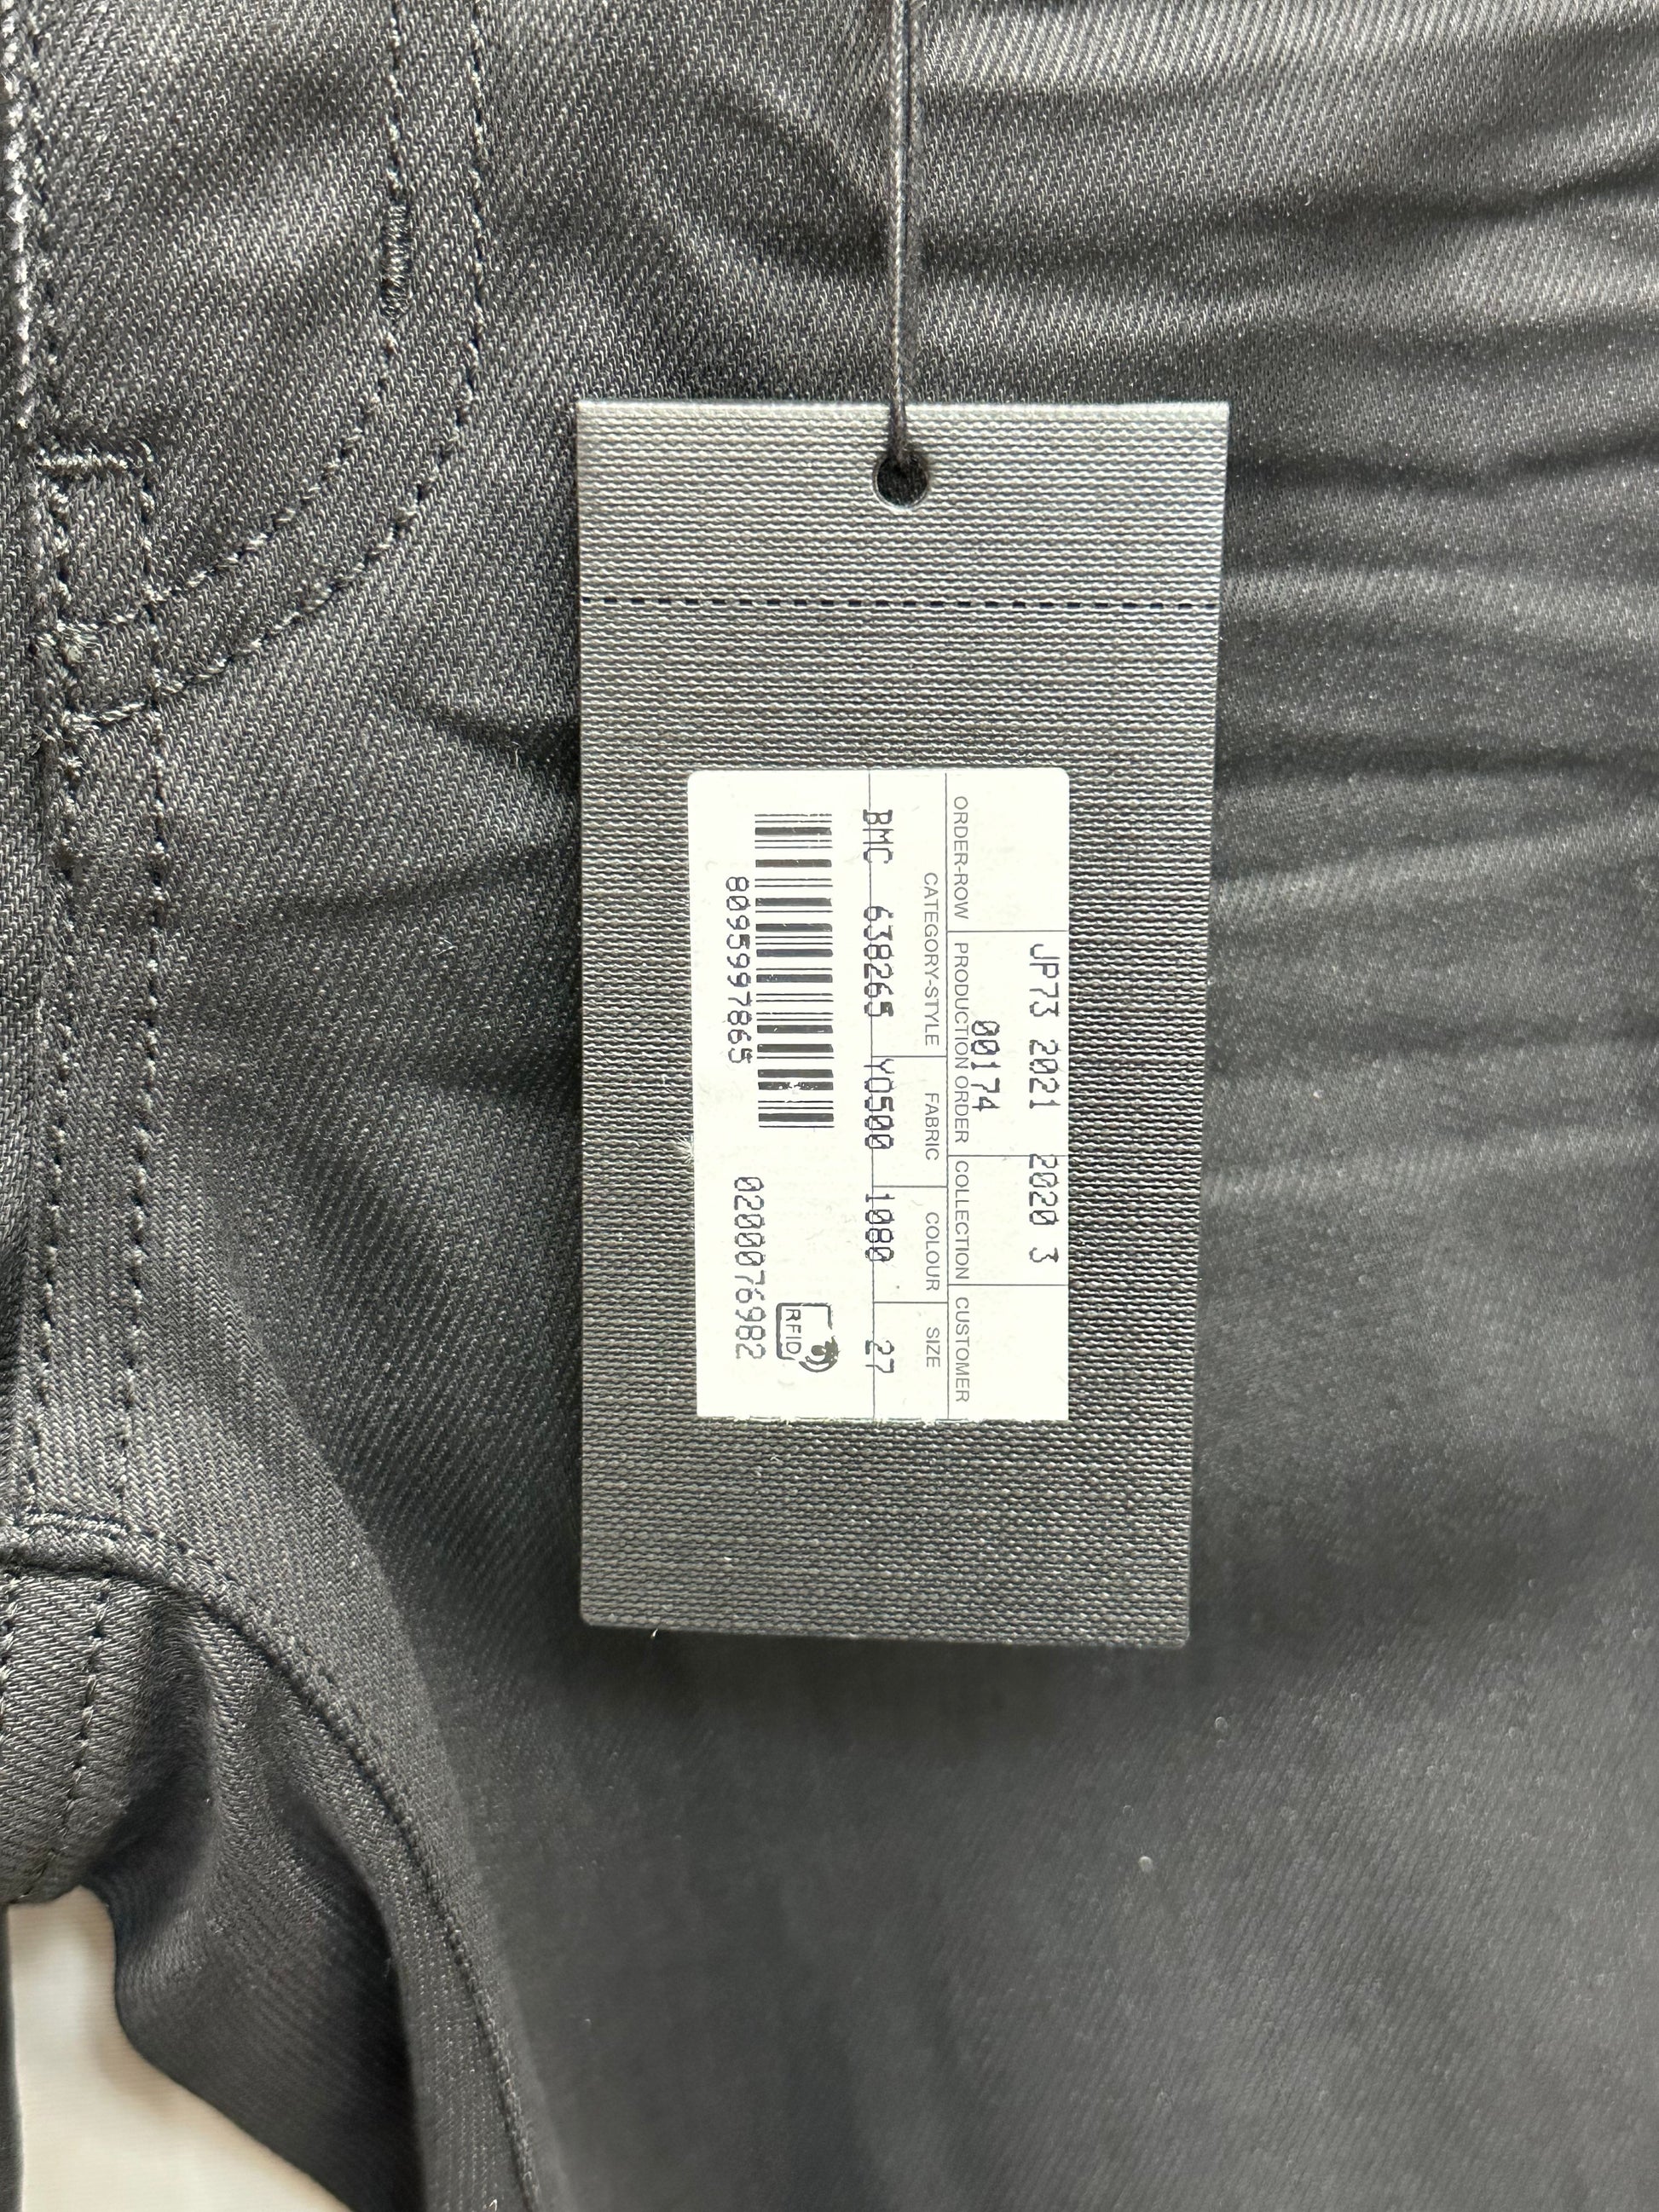 JP73 2021 2020 3
00174
ORDER-ROW PRODUCTION ORDER COLLECTION CUSTOMER
CATEGORY-STYLE FABRIC COLOUR SIZE
BMC 638265 Y0500 1080 27
RFID
8095997865 0200076982